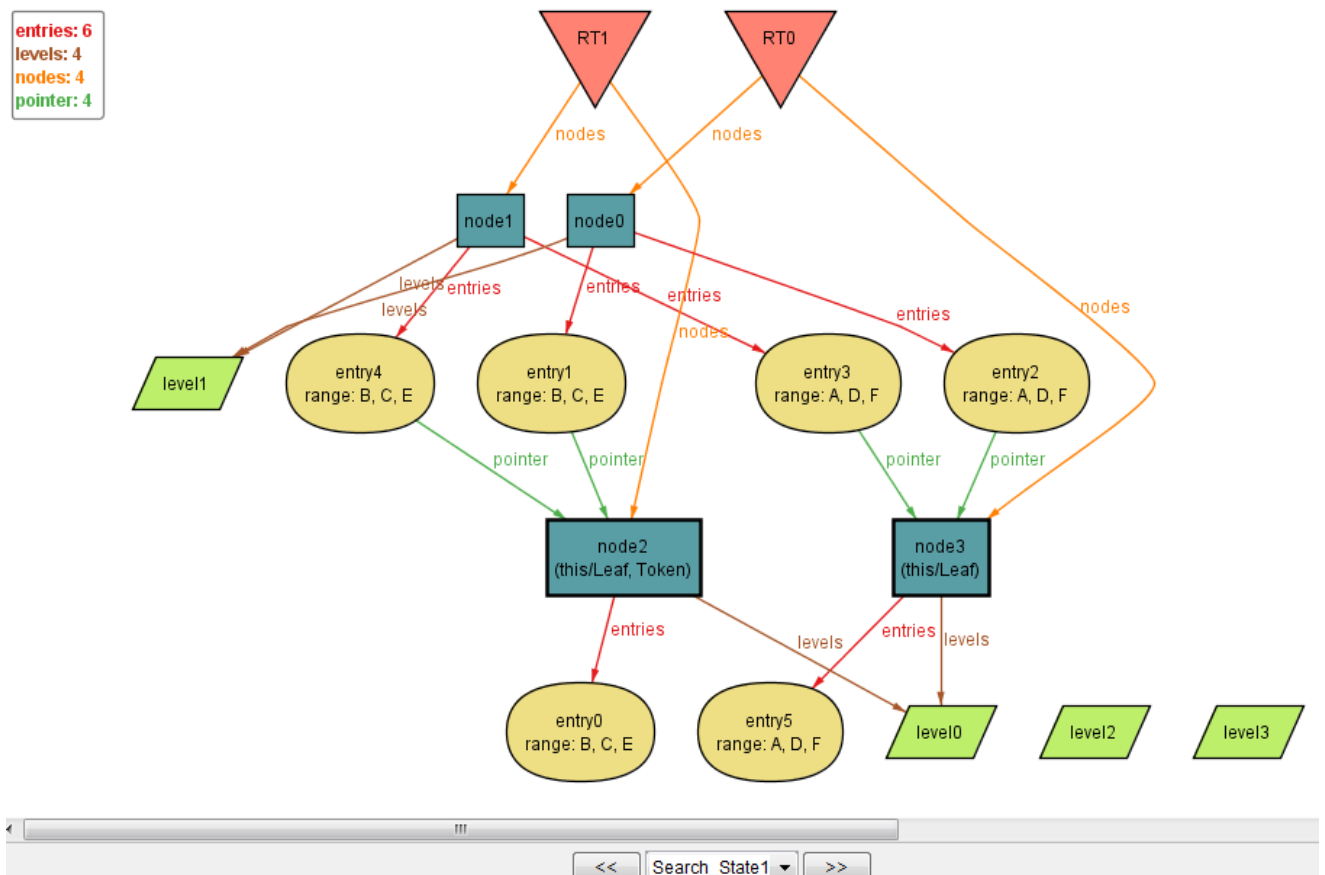 entries: 6
levels: 4
nodes: 4
pointer: 4
RT1
RT0
nodes
nodes
node1
node0
levels
entries
entries
entries
levels
entries
nodes
nodes
level1
entry4
range: B, C, E
entry1
range: B, C, E
entry3
range: A, D, F
entry2
range: A, D, F
pointer
pointer
pointer
pointer
node2
(this/Leaf, Token)
node3
(this/Leaf)
entries
levels
entries
levels
entry0
range: B, C, E
entry5
range: A, D, F
level0
level2
level3
<< Search_State1 >>